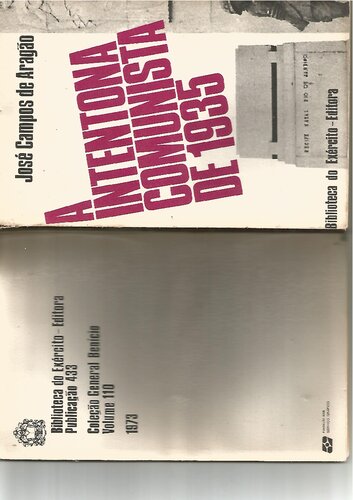 José Campos de Aragão
A INTENTONA
COMUNISTA
DE 1935
Biblioteca do Exército - Editora
Biblioteca do Exército - Editora
Publicação 433
Coleção General Benício
Volume 110
1973